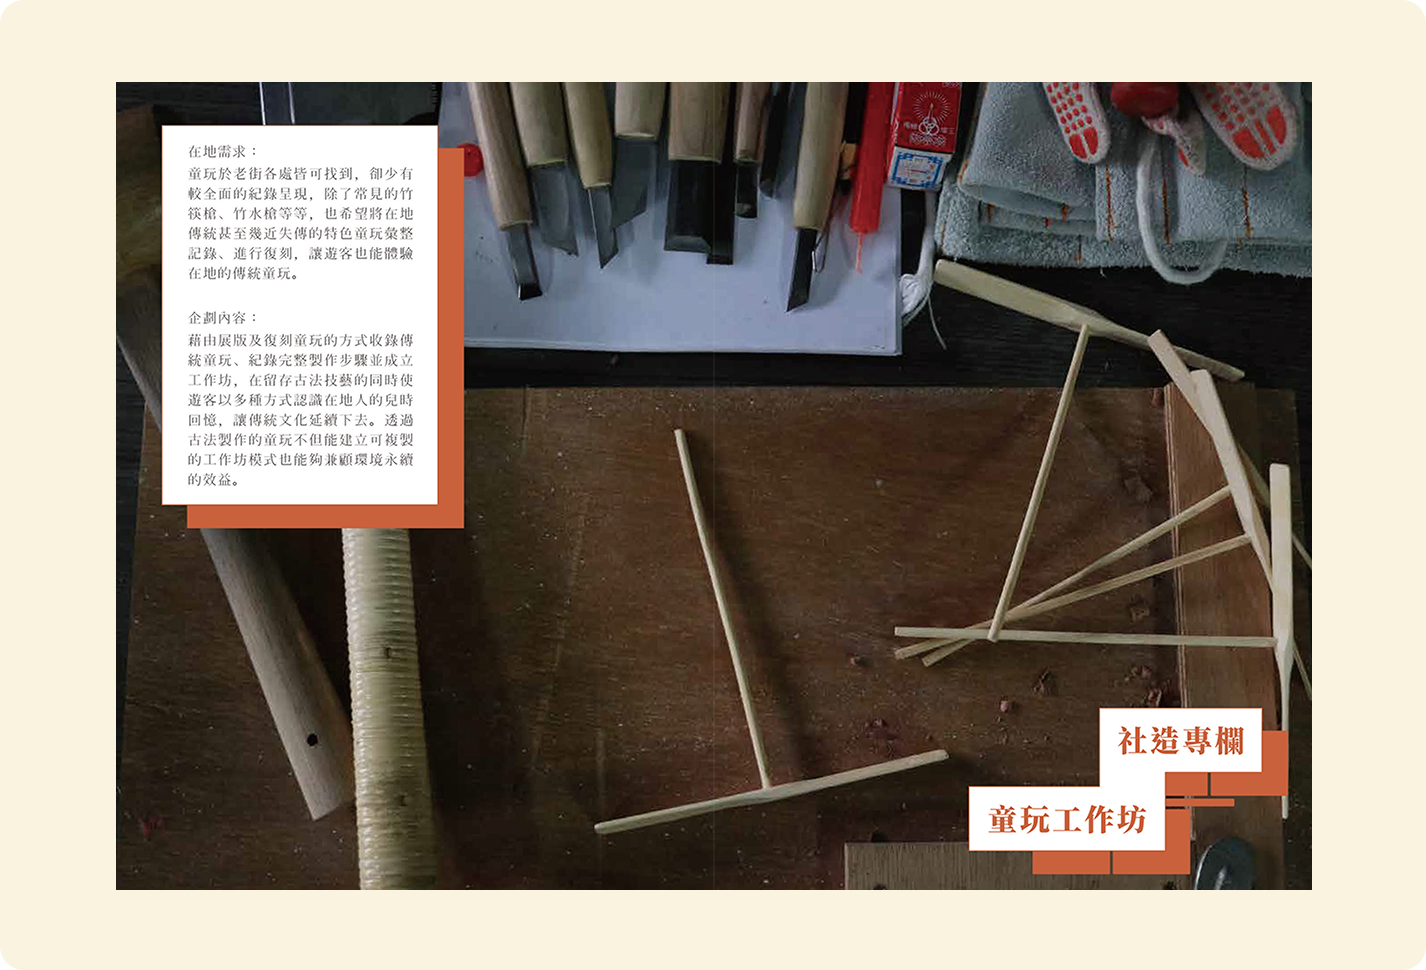 在地需求：
童玩於老街各處皆可找到，卻少有
較全面的紀錄呈現，除了常見的竹
筷槍、竹水槍等等，也希望將在地
傳統甚至幾近失傳的特色童玩彙整
記錄、進行復刻，讓遊客也能體驗
在地的傳統童玩。
企劃內容：
藉由展版及復刻童玩的方式收錄傳
統童玩、紀錄完整製作步驟並成立
工作坊，在留存古法技藝的同時使
遊客以多種方式認識在地人的兒時
回憶，讓傳統文化延續下去。透過
古法製作的童玩不但能建立可複製
的工作坊模式也能夠兼顧環境永續
的效益。
社造專欄
童玩工作坊